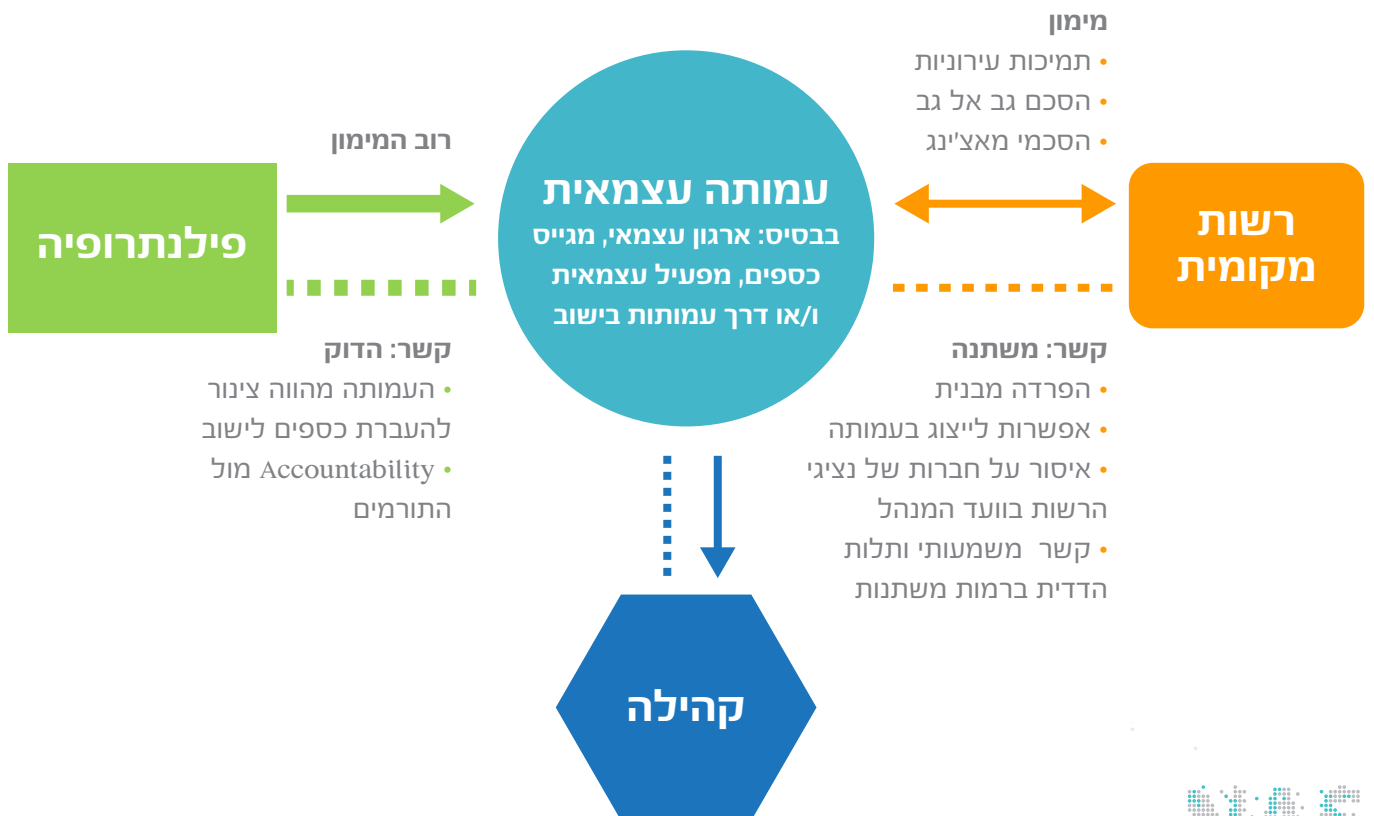 מימון
• תמיכות עירוניות
• הסכם גב אל גב
• הסכמי מאצ'ינג
רשות
מקומית
קשר: משתנה
• הפרדה מבנית
• אפשרות לייצוג בעמותה
• איסור על חברות של נציגי
הרשות בוועד המנהל
• קשר משמעותי ותלות
הדדית ברמות משתנות
עמותה עצמאית
בבסיס: ארגון עצמאי, מגייס
כספים, מפעיל עצמאית
ו/או דרך עמותות בישוב
רוב המימון
פילנתרופיה
קשר: הדוק
• העמותה מהווה צינור
להעברת כספים לישוב
• Accountability מול
התורמים
קהילה